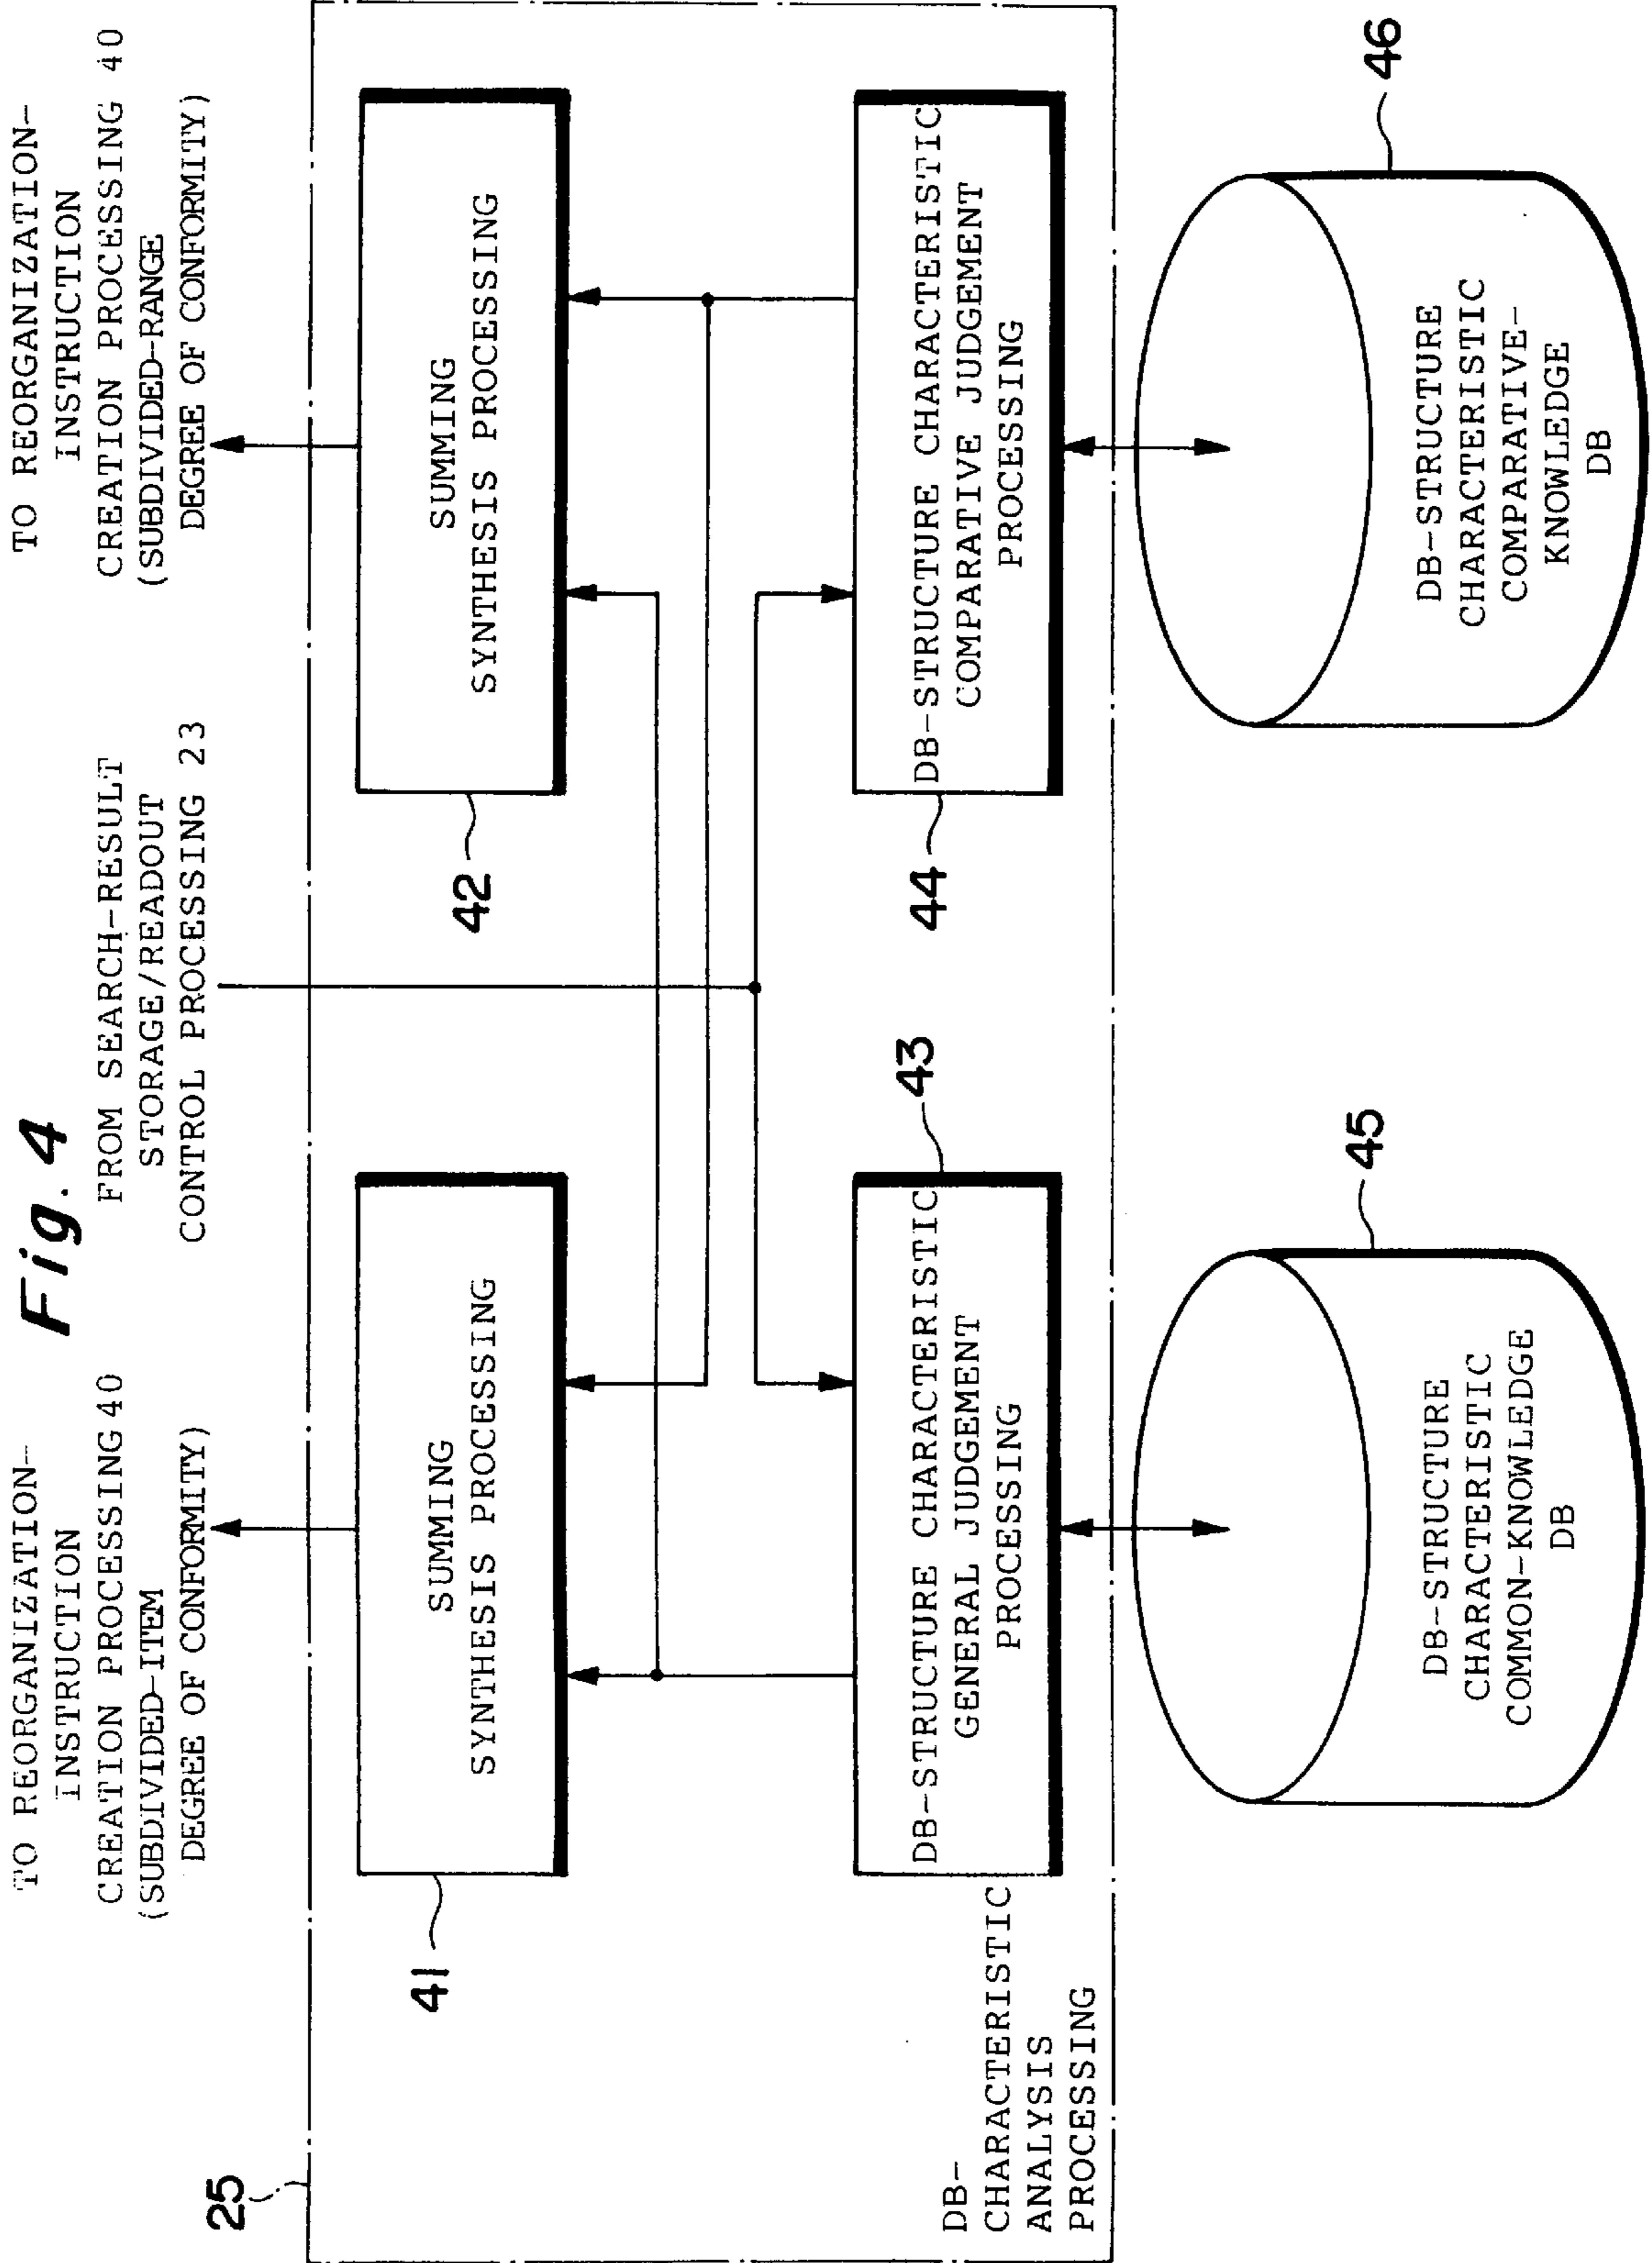 Fig. 4
TO REORGANIZATION-
INSTRUCTION
CREATION PROCESSING 40
(SUBDIVIDED-ITEM
DEGREE OF CONFORMITY)
FROM SEARCH-RESULT
STORAGE/READOUT
CONTROL PROCESSING 23
TO REORGANIZATION-
INSTRUCTION
CREATION PROCESSING 40
(SUBDIVIDED-RANGE
DEGREE OF CONFORMITY)
25
41
SUMMING
SYNTHESIS PROCESSING
42
SUMMING
SYNTHESIS PROCESSING
DB-
CHARACTERISTIC
ANALYSIS
PROCESSING
DB-STRUCTURE CHARACTERISTIC
GENERAL JUDGEMENT
PROCESSING
43
44
DB-STRUCTURE CHARACTERISTIC
COMPARATIVE JUDGEMENT
PROCESSING
DB-STRUCTURE
CHARACTERISTIC
COMMON-KNOWLEDGE
DB
45
DB-STRUCTURE
CHARACTERISTIC
COMPARATIVE-
KNOWLEDGE
DB
46